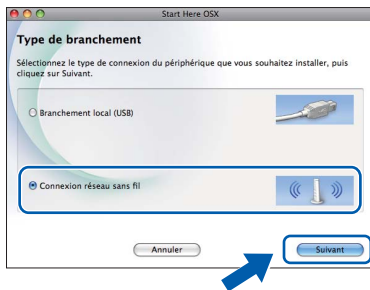 Start Here OSX
Type de branchement
Sélectionnez le type de connexion du périphérique que vous souhaitez installer, puis
cliquez sur Suivant.
Branchement local (USB)
Connexion réseau sans fil
Annuler
Suivant